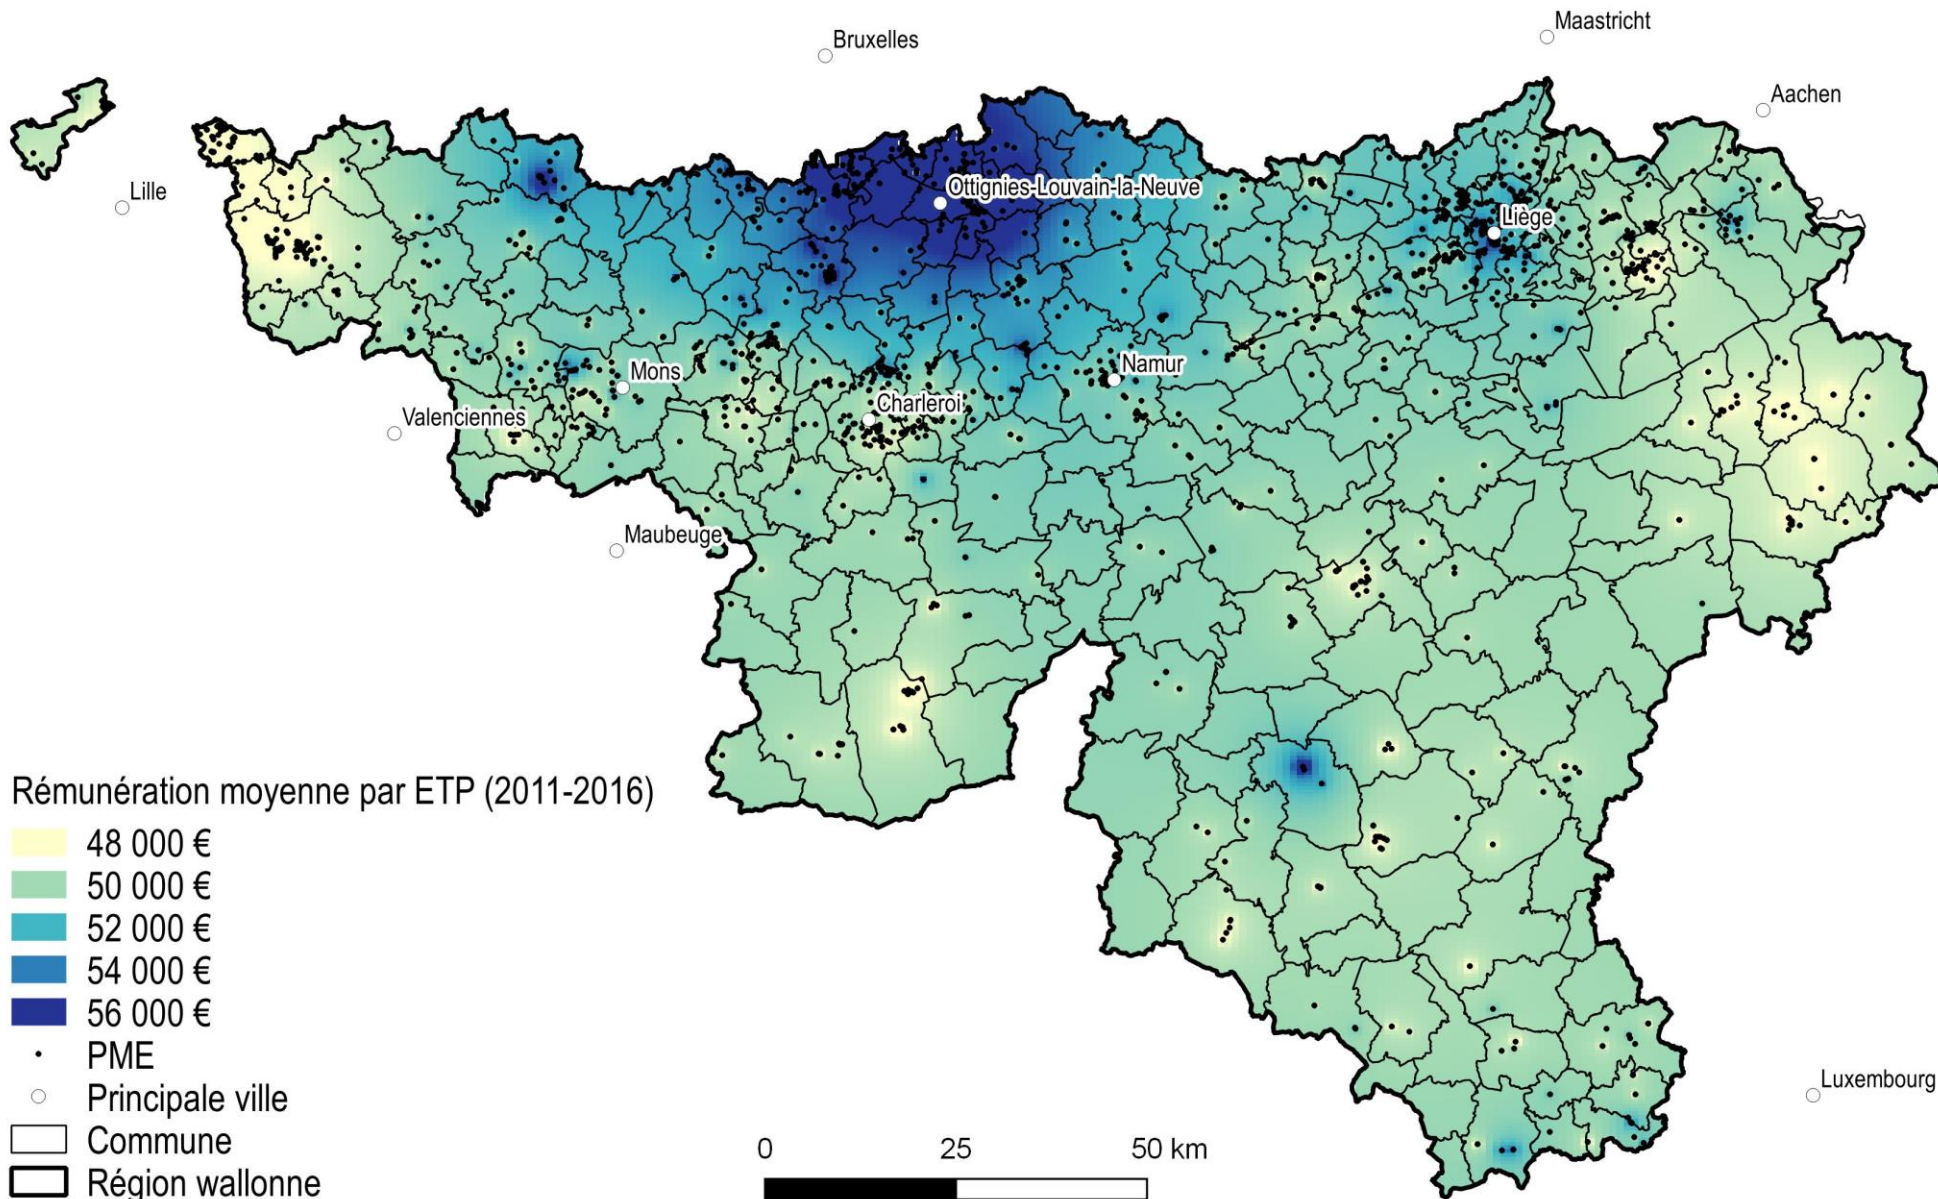 Maastricht
Bruxelles
Aachen
Lille
Ottignies-Louvain-la-Neuve
Liège
Mons
Namur
Charleroi
Valenciennes
Maubeuge
Luxembourg
Rémunération moyenne par ETP (2011-2016)
48 000 €
50 000 €
52 000 €
54 000 €
56 000 €
PME
Principale ville
Commune
Région wallonne
0 25 50 km